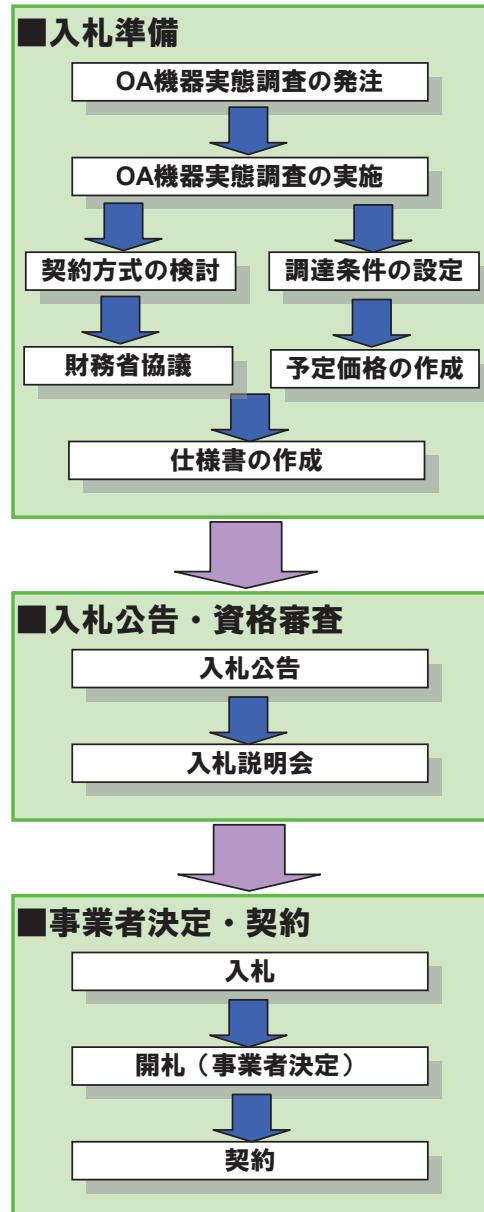 ■入札準備
OA機器実態調査の発注
OA機器実態調査の実施
契約方式の検討
調達条件の設定
財務省協議
予定価格の作成
仕様書の作成
■入札公告・資格審査
入札公告
入札説明会
■事業者決定・契約
入札
開札（事業者決定）
契約